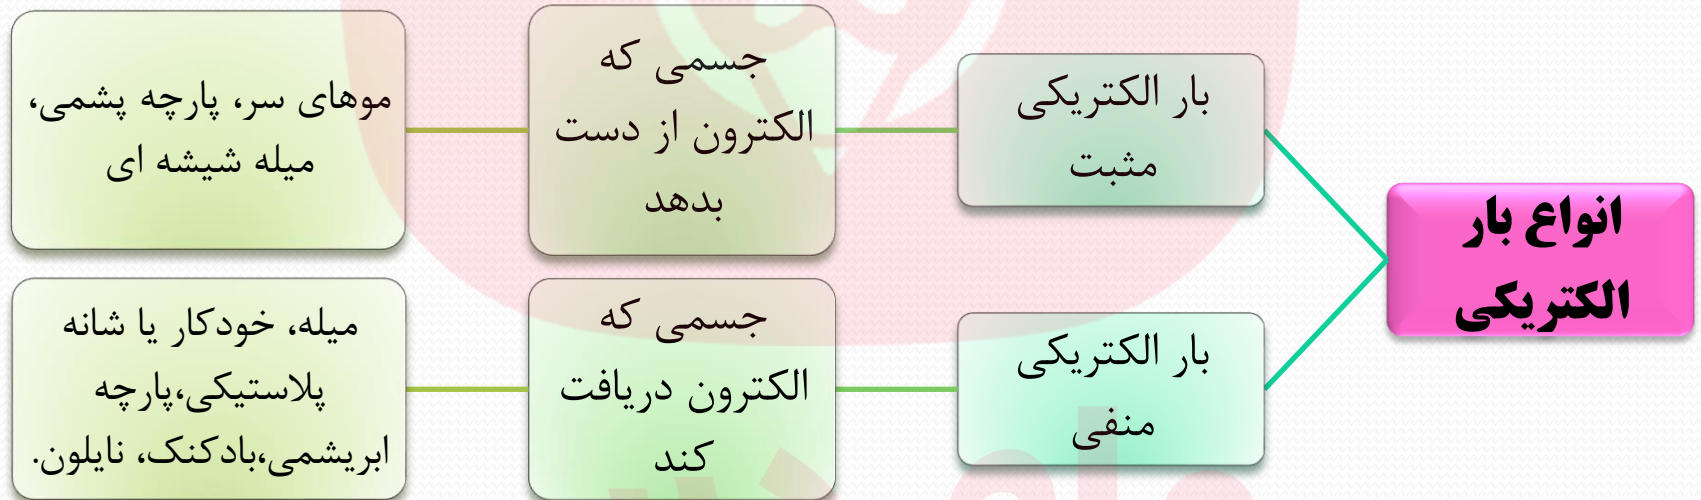 انواع بار
الکتریکی
بار الکتریکی
مثبت
جسمی که
الکترون از دست
بدهد
موهای سر، پارچه پشمی،
میله شیشه ای
بار الکتریکی
منفی
جسمی که
الکترون دریافت
کند
میله، خودکار یا شانه
پلاستیکی،پارچه
ابریشمی،بادکنک، نایلون.